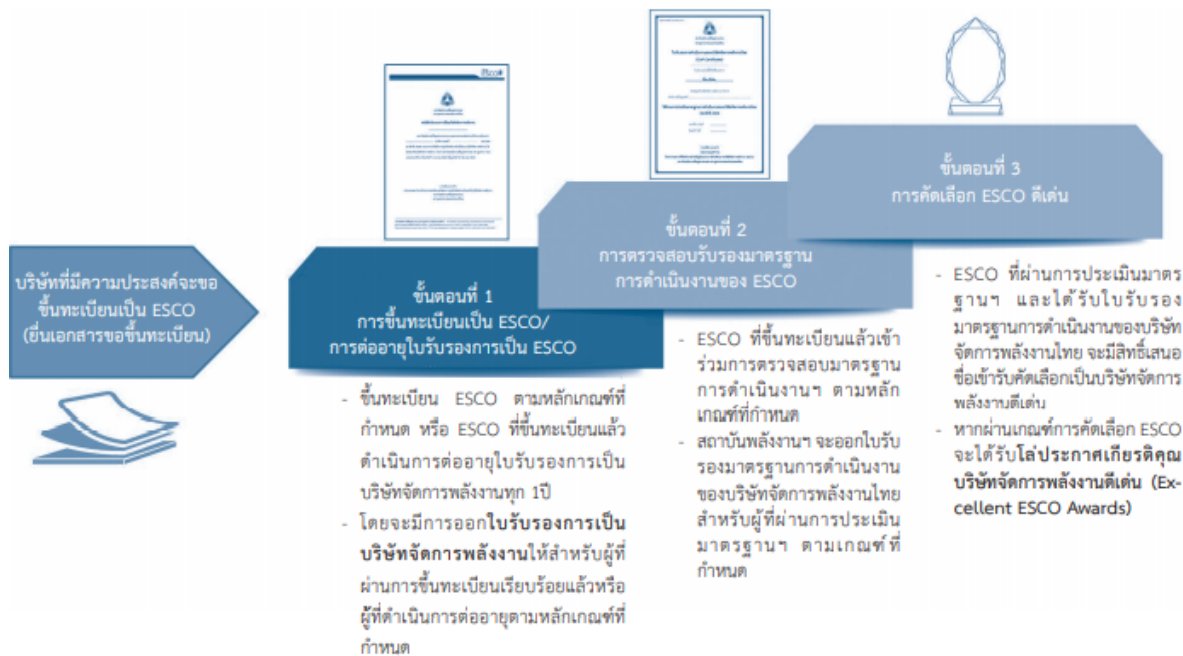 บริษัทที่มีความประสงค์จะขอ
ขึ้นทะเบียนเป็น ESCO
(ยื่นเอกสารขอขึ้นทะเบียน)
ขั้นตอนที่ 1
การขึ้นทะเบียนเป็น ESCO/
การต่ออายุใบรับรองการเป็น ESCO
- ขึ้นทะเบียน ESCO ตามหลักเกณฑ์ที่
กำหนด หรือ ESCO ที่ขึ้นทะเบียนแล้ว
ดำเนินการต่ออายุใบรับรองการเป็น
บริษัทจัดการพลังงานทุก 1ปี
- โดยจะมีการออกใบรับรองการเป็น
บริษัทจัดการพลังงานให้สำหรับผู้ที่
ผ่านการขึ้นทะเบียนเรียบร้อยแล้วหรือ
ผู้ที่ดำเนินการต่ออายุตามหลักเกณฑ์ที่
กำหนด
ขั้นตอนที่ 2
การตรวจสอบรับรองมาตรฐาน
การดำเนินงานของ ESCO
- ESCO ที่ขึ้นทะเบียนแล้วเข้า
ร่วมการตรวจสอบมาตรฐาน
การดำเนินงานฯ ตามหลัก
เกณฑ์ที่กำหนด
- สถาบันพลังงานฯ จะออกใบรับ
รองมาตรฐานการดำเนินงาน
ของบริษัทจัดการพลังงานไทย
สำหรับผู้ที่ผ่านการประเมิน
มาตรฐานฯ ตามเกณฑ์ที่
กำหนด
ขั้นตอนที่ 3
การคัดเลือก ESCO ดีเด่น
- ESCO ที่ผ่านการประเมินมาตร
ฐานฯ และได้รับใบรับรอง
มาตรฐานการดำเนินงานของบริษัท
จัดการพลังงานไทย จะมีสิทธิ์เสนอ
ชื่อเข้ารับคัดเลือกเป็นบริษัทจัดการ
พลังงานดีเด่น
- หากผ่านเกณฑ์การคัดเลือก ESCO
จะได้รับโล่ประกาศเกียรติคุณ
บริษัทจัดการพลังงานดีเด่น (Ex-
cellent ESCO Awards)